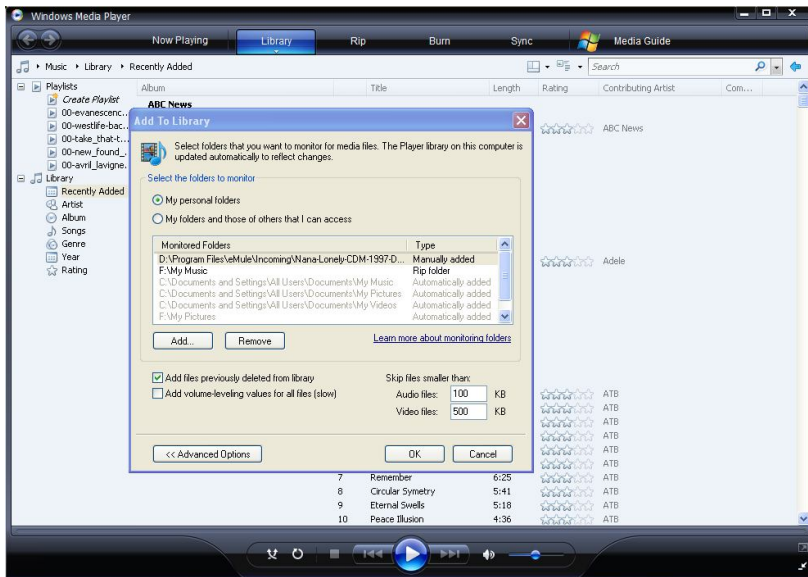 Windows Media Player
Now Playing Library Rip Burn Sync Media Guide
Music Library Recently Added Search
Playlists
Create Playlist
00-evanescenc...
00-westlife-bac...
00-take_that-t...
00-new_found_...
00-avril_lavigne...
Library
Recently Added
Artist
Album
Songs
Genre
Year
Rating
Album Title Length Rating Contributing Artist Com...
ABC News
ABC News
Adele
Add To Library
Select folders that you want to monitor for media files. The Player library on this computer is
updated automatically to reflect changes.
Select the folders to monitor
My personal folders
My folders and those of others that I can access
Monitored Folders Type
D:\Program Files\eMule\Incoming\Nana-Lonely-CDM-1997-D... Manually added
F:\My Music Rip folder
C:\Documents and Settings\All Users\Documents\My Music Automatically added
C:\Documents and Settings\All Users\Documents\My Pictures Automatically added
C:\Documents and Settings\All Users\Documents\My Videos Automatically added
F:\My Pictures Automatically added
Add... Remove Learn more about monitoring folders
Add files previously deleted from library
Add volume-leveling values for all files (slow)
Skip files smaller than:
Audio files: 100 KB
Video files: 500 KB
<< Advanced Options OK Cancel
ATB
ATB
ATB
ATB
ATB
ATB
7 Remember 6:25 ATB
8 Circular Symetry 5:41 ATB
9 Eternal Swells 5:18 ATB
10 Peace Illusion 4:36 ATB